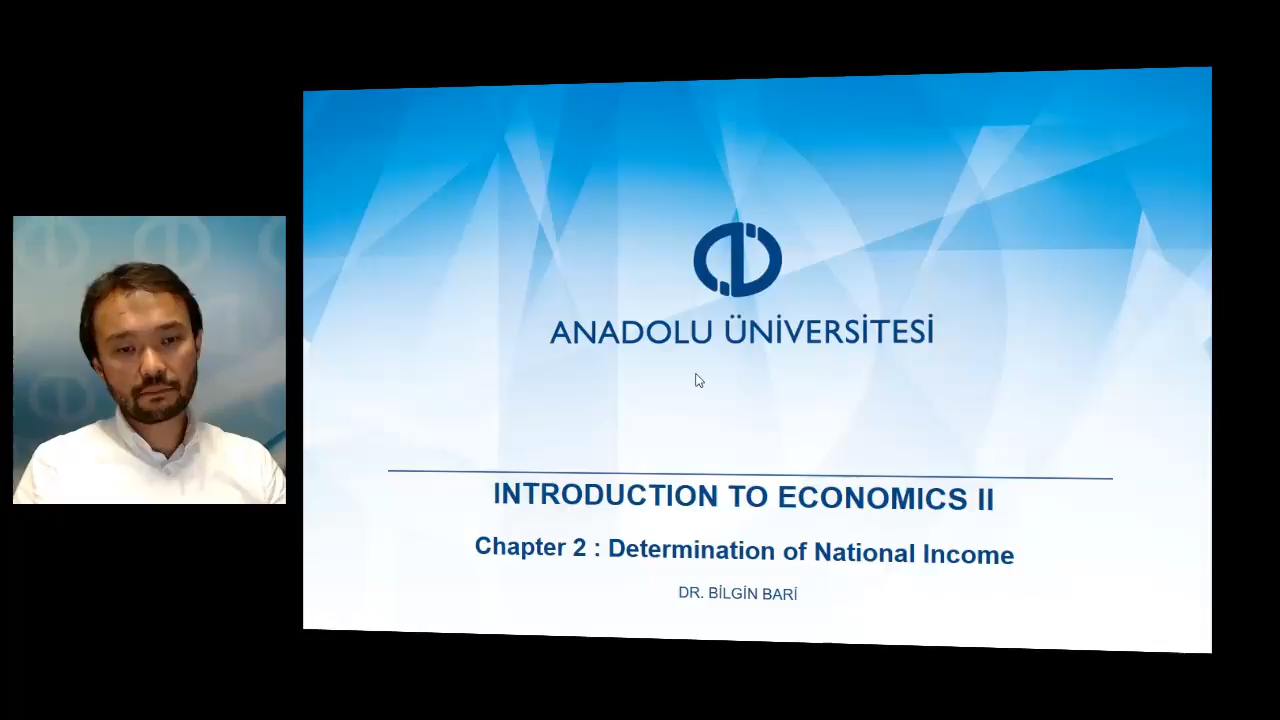 ANADOLU ÜNİVERSİTESİ
INTRODUCTION TO ECONOMICS II
Chapter 2 : Determination of National Income
DR. BİLGİN BARİ